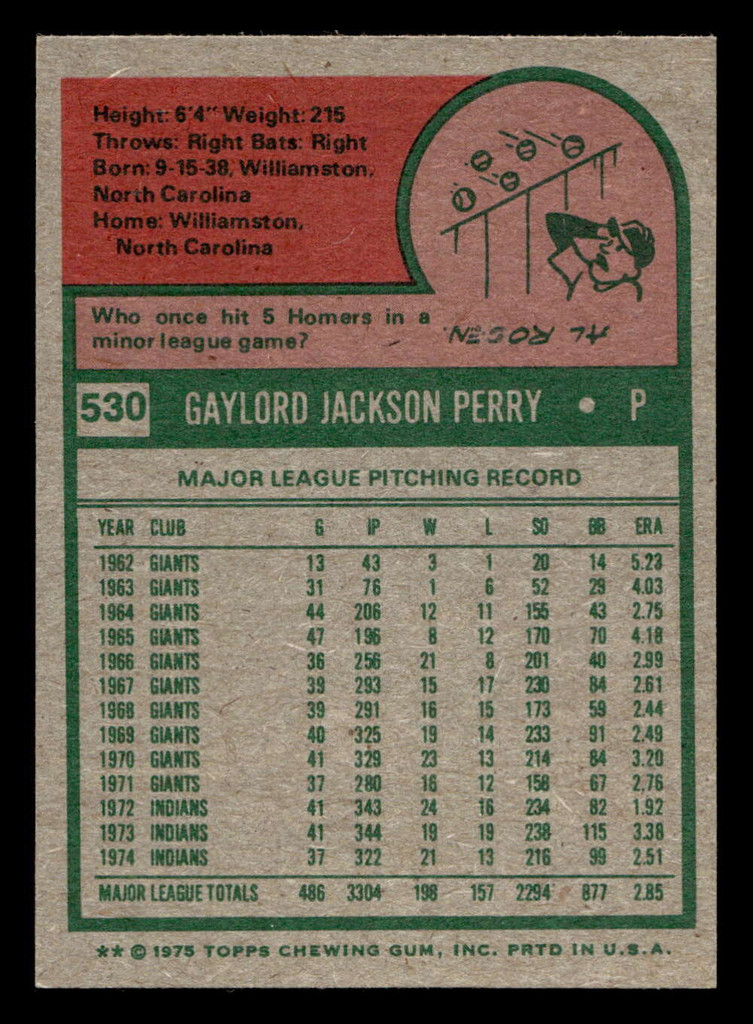 Height: 6'4" Weight: 215
Throws: Right Bats: Right
Born: 9-15-38, Williamston,
North Carolina
Home: Williamston,
North Carolina
Who once hit 5 Homers in a
minor league game?
AL ROSEN.
530 GAYLORD JACKSON PERRY • P
MAJOR LEAGUE PITCHING RECORD
YEAR CLUB G IP W L SO BB ERA
1962 GIANTS 13 43 3 1 20 14 5.23
1963 GIANTS 31 76 1 6 52 29 4.03
1964 GIANTS 44 206 12 11 155 43 2.75
1965 GIANTS 47 196 8 12 170 70 4.18
1966 GIANTS 36 256 21 8 201 40 2.99
1967 GIANTS 39 293 15 17 230 84 2.61
1968 GIANTS 39 291 16 15 173 59 2.44
1969 GIANTS 40 325 19 14 233 91 2.49
1970 GIANTS 41 329 23 13 214 84 3.20
1971 GIANTS 37 280 16 12 158 67 2.76
1972 INDIANS 41 343 24 16 234 82 1.92
1973 INDIANS 41 344 19 19 238 115 3.38
1974 INDIANS 37 322 21 13 216 99 2.51
MAJOR LEAGUE TOTALS 486 3304 198 157 2294 877 2.85
** © 1975 TOPPS CHEWING GUM, INC. PRTD IN U.S.A.